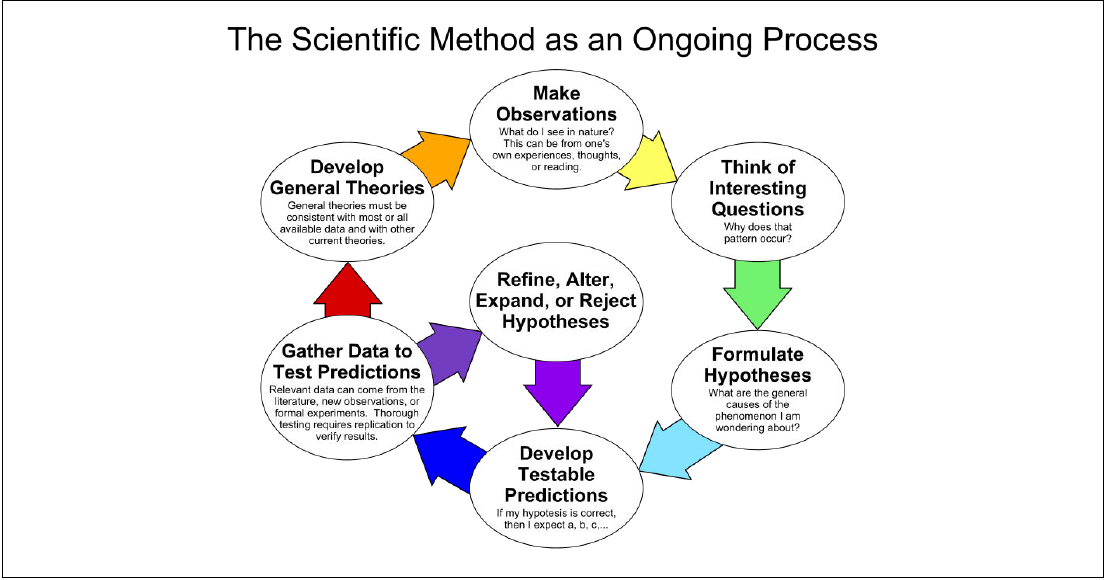 The Scientific Method as an Ongoing Process
Make
Observations
What do I see in nature?
This can be from one's
own experiences, thoughts,
or reading.
Think of
Interesting
Questions
Why does that
pattern occur?
Formulate
Hypotheses
What are the general
causes of the
phenomenon I am
wondering about?
Develop
Testable
Predictions
If my hypotesis is correct,
then I expect a, b, c,...
Gather Data to
Test Predictions
Relevant data can come from the
literature, new observations, or
formal experiments. Thorough
testing requires replication to
verify results.
Refine, Alter,
Expand, or Reject
Hypotheses
Develop
General Theories
General theories must be
consistent with most or all
available data and with other
current theories.